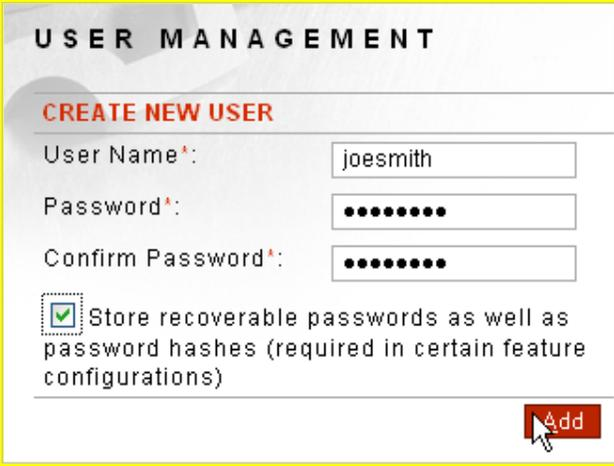 USER MANAGEMENT
CREATE NEW USER
User Name*: joesmith
Password*: ••••••••
Confirm Password*: ••••••••
Store recoverable passwords as well as
password hashes (required in certain feature
configurations)
Add